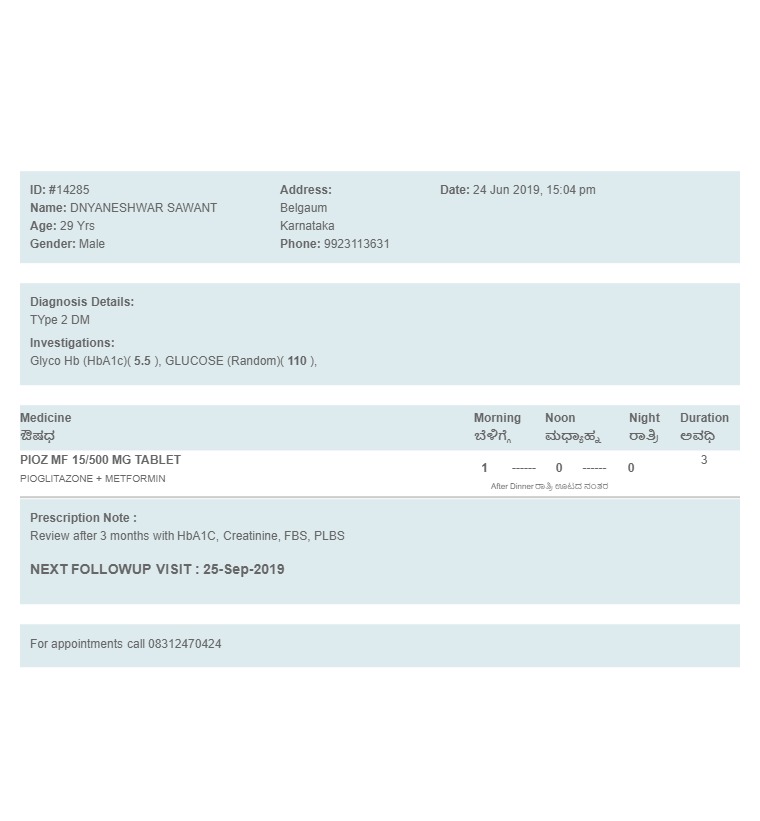 ID: #14285
Name: DNYANESHWAR SAWANT
Age: 29 Yrs
Gender: Male
Address:
Belgaum
Karnataka
Phone: 9923113631
Date: 24 Jun 2019, 15:04 pm
Diagnosis Details:
TYpe 2 DM
Investigations:
Glyco Hb (HbA1c)( 5.5 ), GLUCOSE (Random)( 110 ),
Medicine Morning Noon Night Duration
ಔಷಧ ಬೆಳಿಗ್ಗೆ ಮಧ್ಯಾಹ್ನ ರಾತ್ರಿ ಅವಧಿ
PIOZ MF 15/500 MG TABLET 1 ------ 0 ------ 0 3
PIOGLITAZONE + METFORMIN
After Dinner ರಾತ್ರಿ ಊಟದ ನಂತರ
Prescription Note :
Review after 3 months with HbA1C, Creatinine, FBS, PLBS
NEXT FOLLOWUP VISIT : 25-Sep-2019
For appointments call 08312470424